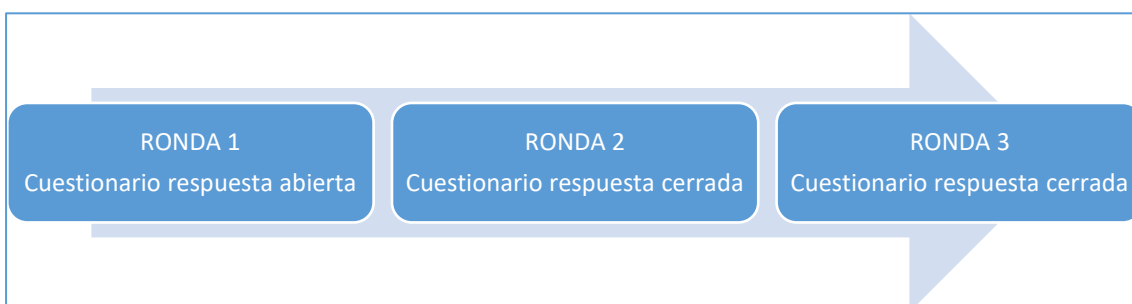 RONDA 1
Cuestionario respuesta abierta
RONDA 2
Cuestionario respuesta cerrada
RONDA 3
Cuestionario respuesta cerrada